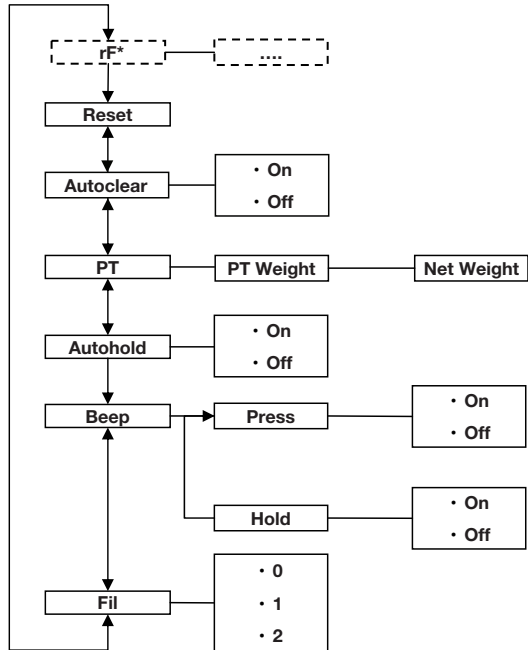 rF* ....
Reset
Autoclear
· On
· Off
PT PT Weight Net Weight
Autohold
· On
· Off
Beep Press
· On
· Off
Hold
· On
· Off
Fil
· 0
· 1
· 2